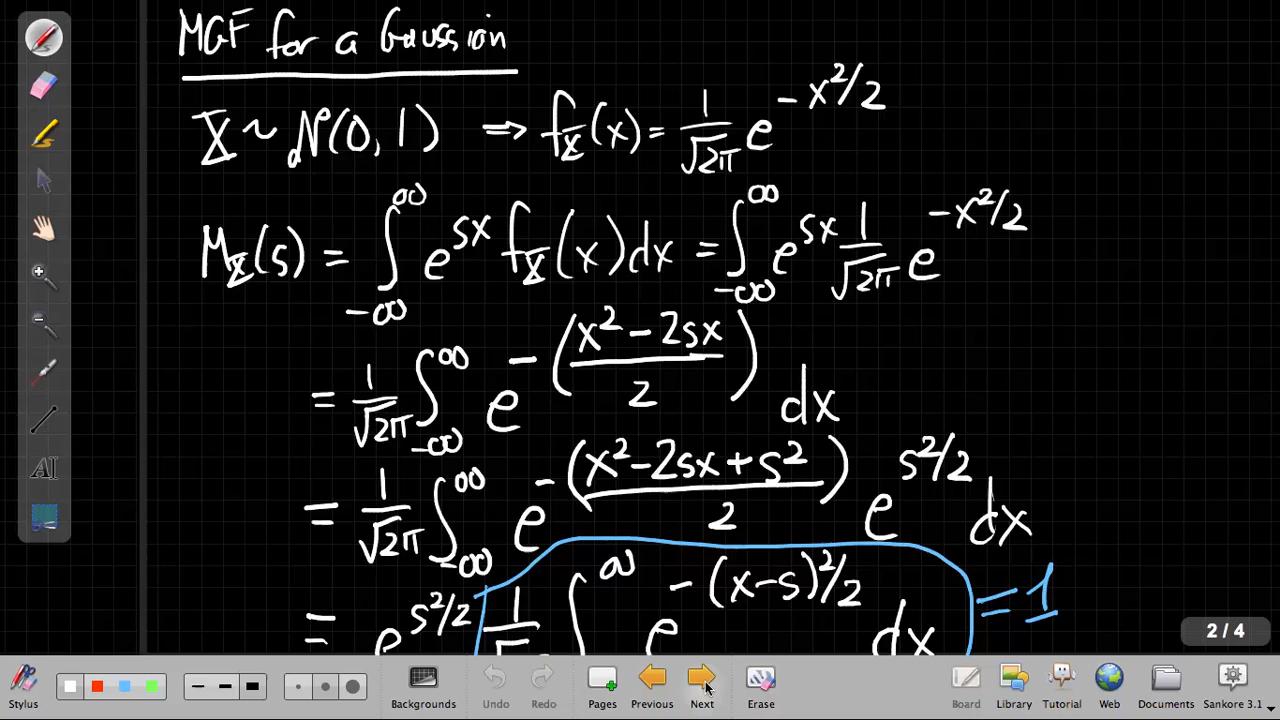 MGF for a Gaussian
X ~ N(0, 1) ⇒ f_X(x) = 1/√2π e^{-x²/2}
M_X(s) = ∫_{-∞}^{∞} e^{sx} f_X(x) dx = ∫_{-∞}^{∞} e^{sx} 1/√2π e^{-x²/2}
= 1/√2π ∫_{-∞}^{∞} e^{-(x² - 2sx / 2)} dx
= 1/√2π ∫_{-∞}^{∞} e^{-(x² - 2sx + s² / 2)} e^{s²/2} dx
= e^{s²/2} 1/√ ∫^{∞} e^{-(x-s)²/2} dx = 1
2 / 4
Stylus Backgrounds Undo Redo Pages Previous Next Erase Board Library Tutorial Web Documents Sankore 3.1